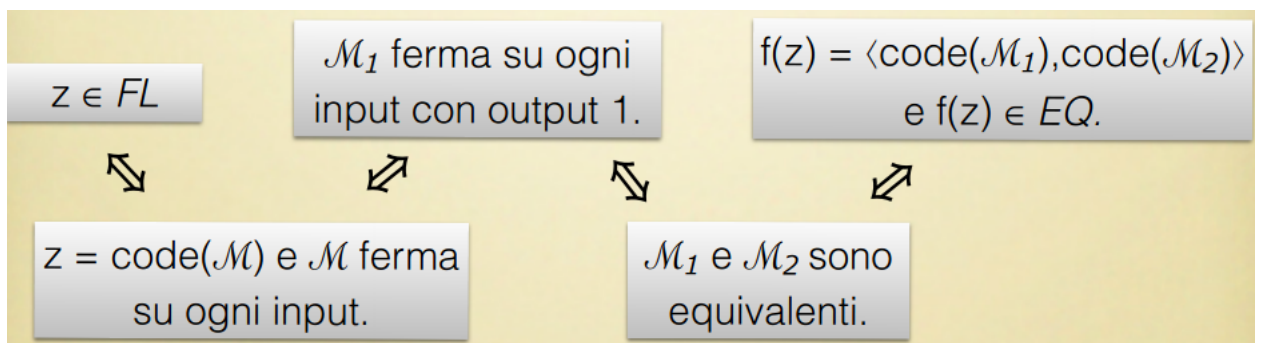 z ∈ FL
ℳ₁ ferma su ogni
input con output 1.
f(z) = ⟨code(ℳ₁),code(ℳ₂)⟩
e f(z) ∈ EQ.
z = code(ℳ) e ℳ ferma
su ogni input.
ℳ₁ e ℳ₂ sono
equivalenti.